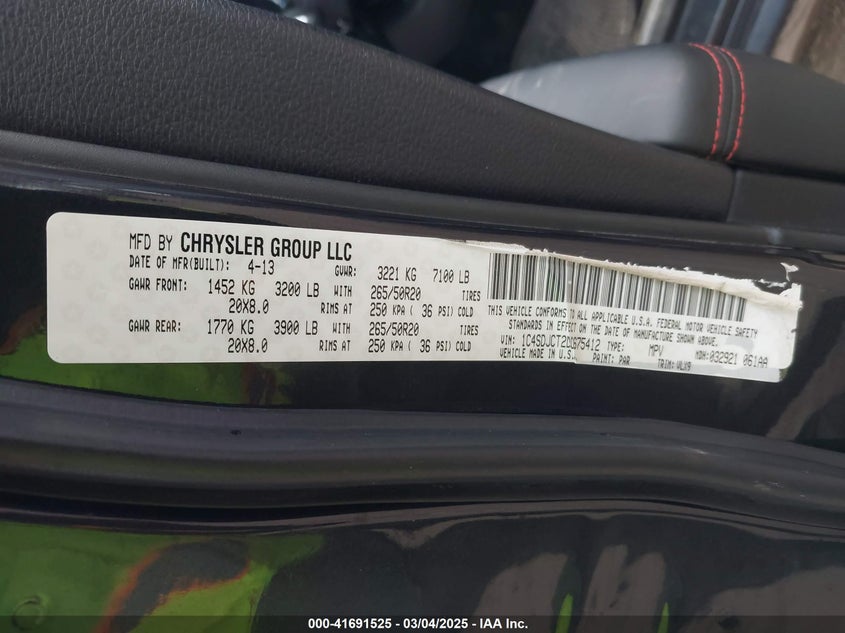 MFD BY CHRYSLER GROUP LLC
DATE OF MFR(BUILT): 4-13 GVWR: 3221 KG 7100 LB
GAWR FRONT: 1452 KG 3200 LB WITH 265/50R20 TIRES
20X8.0 RIMS AT 250 KPA ( 36 PSI) COLD
GAWR REAR: 1770 KG 3900 LB WITH 265/50R20 TIRES
20X8.0 RIMS AT 250 KPA ( 36 PSI) COLD
THIS VEHICLE CONFORMS TO ALL APPLICABLE U.S.A. FEDERAL MOTOR VEHICLE SAFETY
STANDARDS IN EFFECT ON THE DATE OF MANUFACTURE SHOWN ABOVE.
VIN: TYPE: MPV MDH: 032921 061AA
VEHICLE MADE IN PAINT: PAR TRIM:
000-41691525 | 03/04/2025 - IAA Inc.